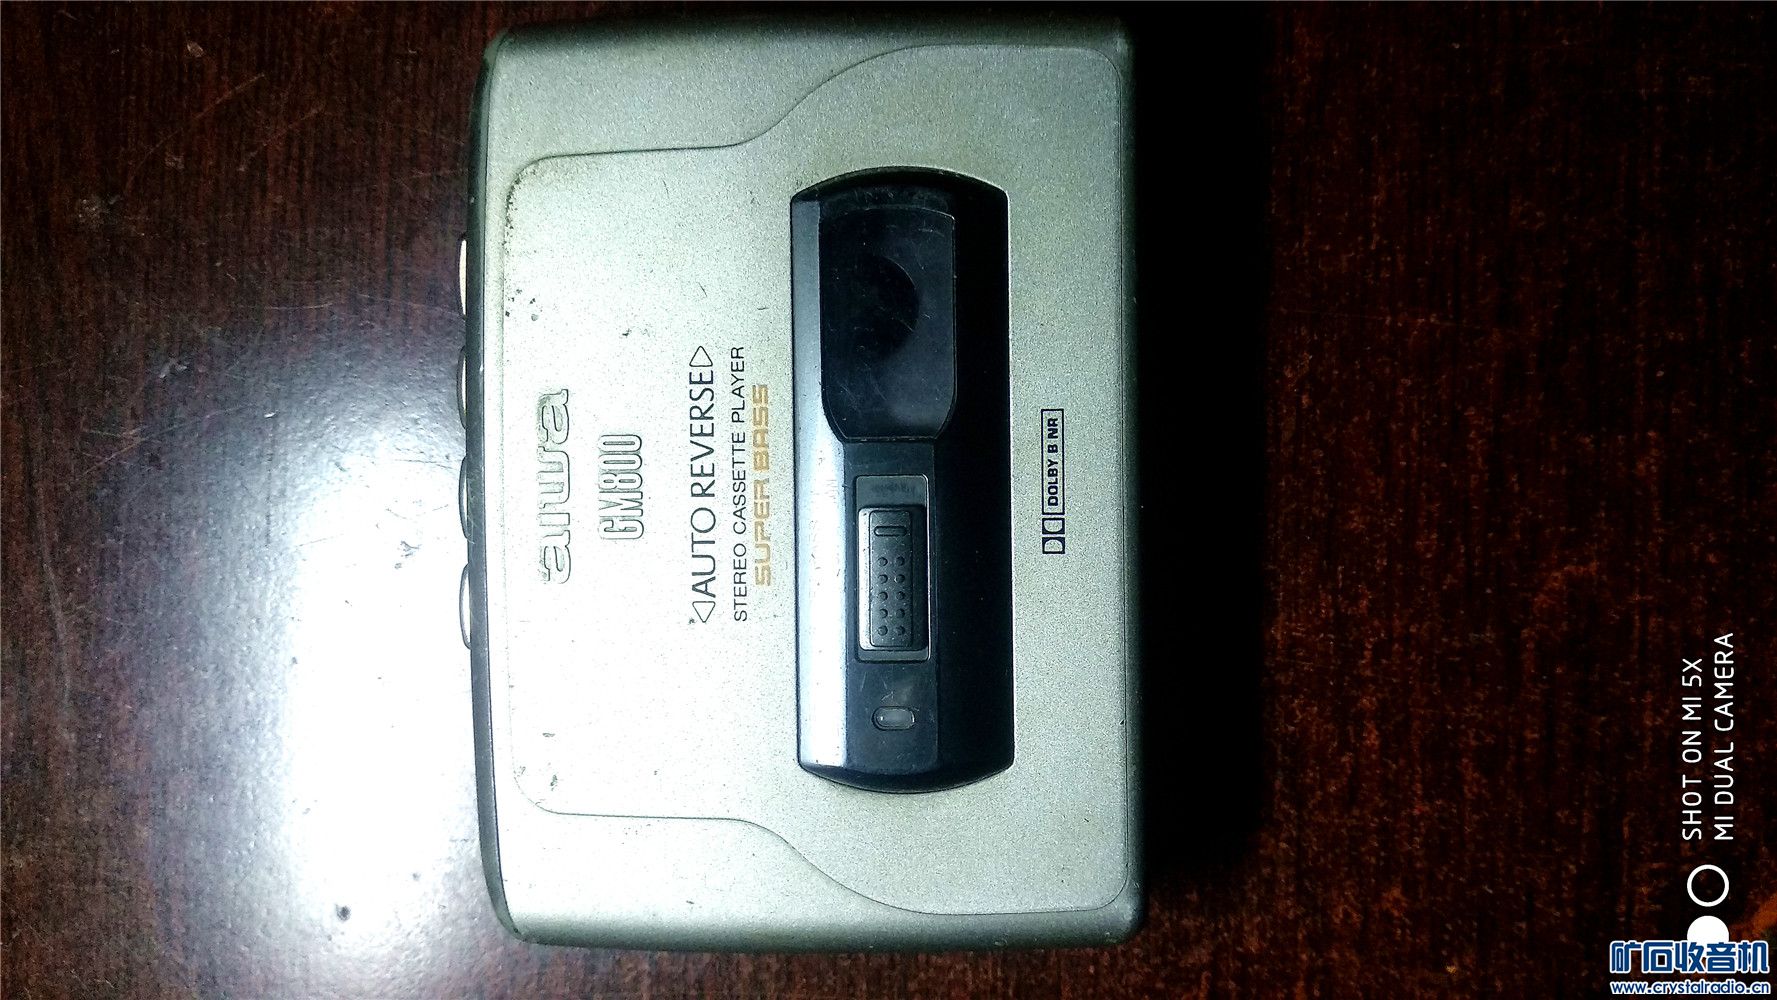 aiwa
GM800
◁AUTO REVERSE▷
STEREO CASSETTE PLAYER
SUPER BASS
DOLBY B NR
SHOT ON MI 5X
MI DUAL CAMERA
矿石收音机
www.crystalradio.cn